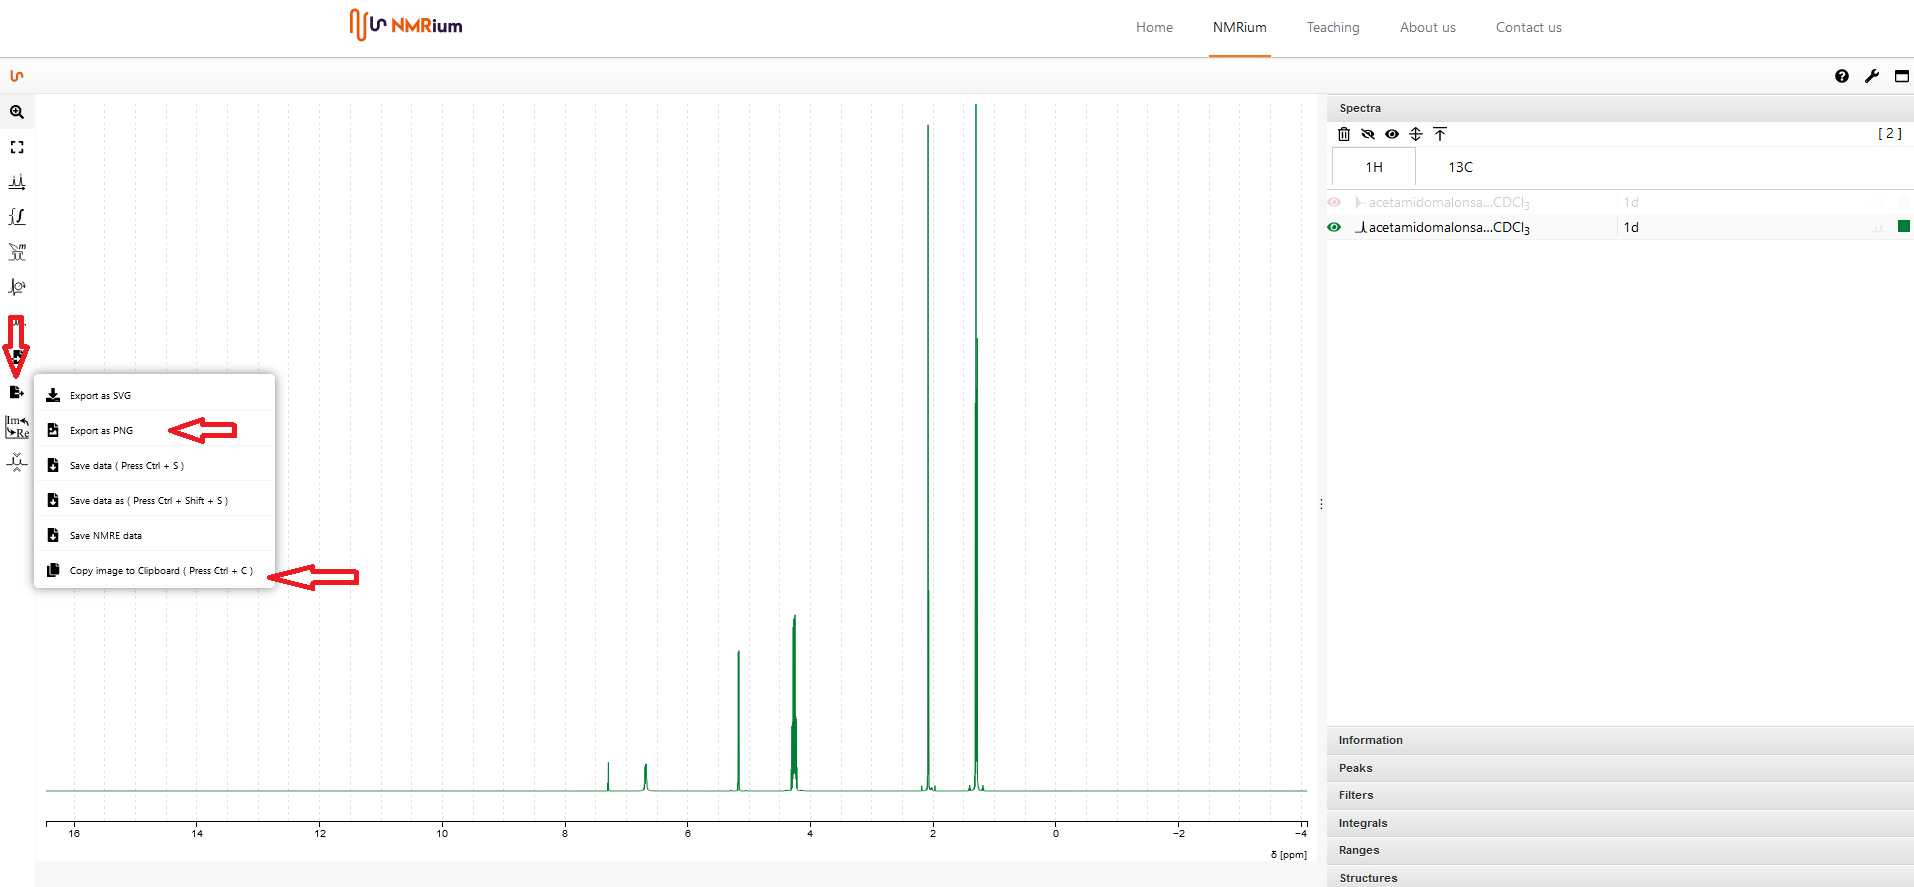 NMRium
Home NMRium Teaching About us Contact us
Spectra
[ 2 ]
1H 13C
acetamidomalonsa...CDCl3 1d
acetamidomalonsa...CDCl3 1d
Export as SVG
Export as PNG
Save data ( Press Ctrl + S )
Save data as ( Press Ctrl + Shift + S )
Save NMRE data
Copy image to Clipboard ( Press Ctrl + C )
Im
Re
m
16 14 12 10 8 6 4 2 0 −2 −4
δ [ppm]
Information
Peaks
Filters
Integrals
Ranges
Structures